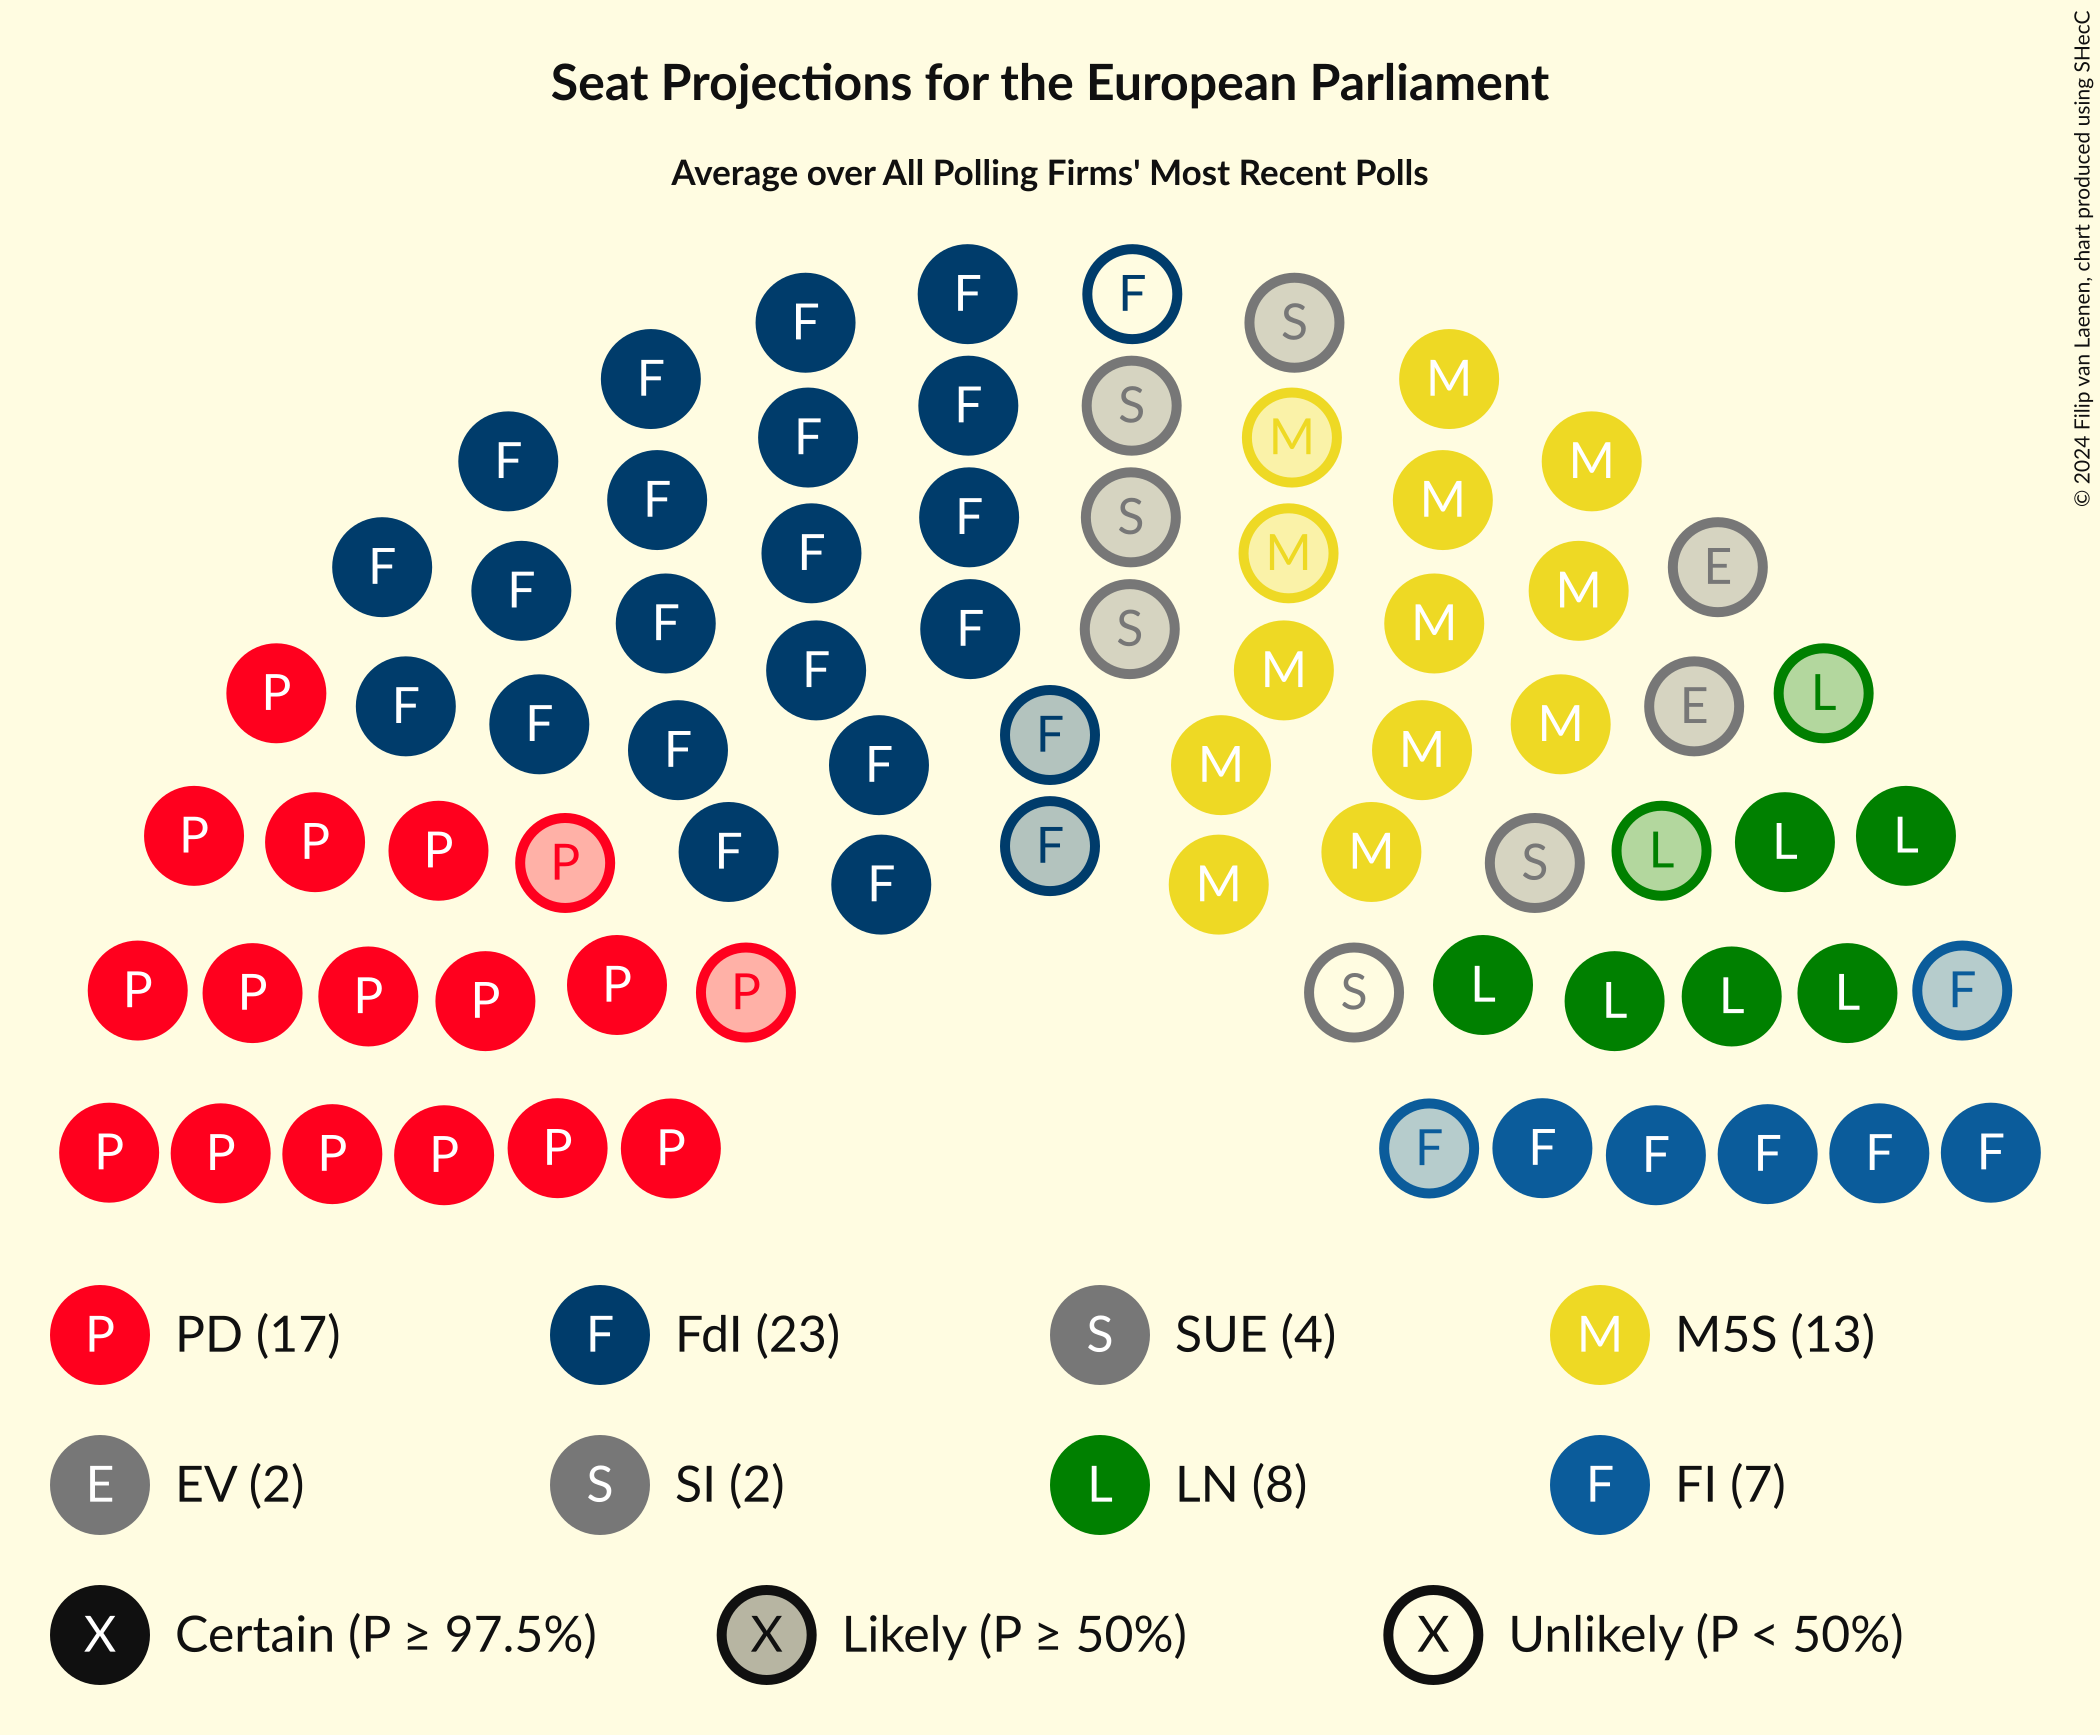 Seat Projections for the European Parliament
Average over All Polling Firms' Most Recent Polls
© 2024 Filip van Laenen, chart produced using SHecC
F F F S M
F F S M M M
F F F S M M E
F F F F S M M E L
P F F F F F M M M M
P P P P F F F M M S L L L
P P P P P P S L L L L F
P P P P P P F F F F F F
P PD (17) F FdI (23) S SUE (4) M M5S (13)
E EV (2) S SI (2) L LN (8) F FI (7)
X Certain (P ≥ 97.5%) X Likely (P ≥ 50%) X Unlikely (P < 50%)